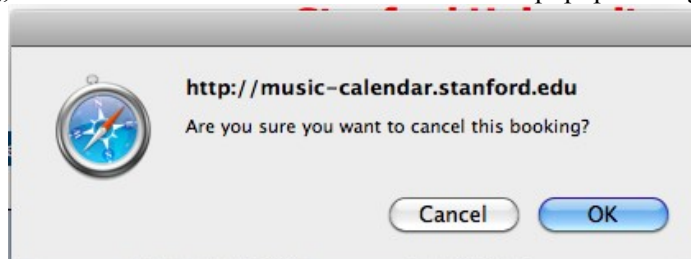 http://music-calendar.stanford.edu
Are you sure you want to cancel this booking?
Cancel OK